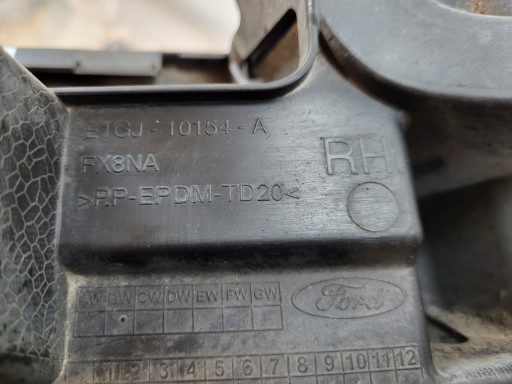 E1GJ-10154-A
RH
FX8NA
>PP-EPDM-TD20<
AW BW CW DW EW FW GW
Ford
1 2 3 4 5 6 7 8 9 10 11 12